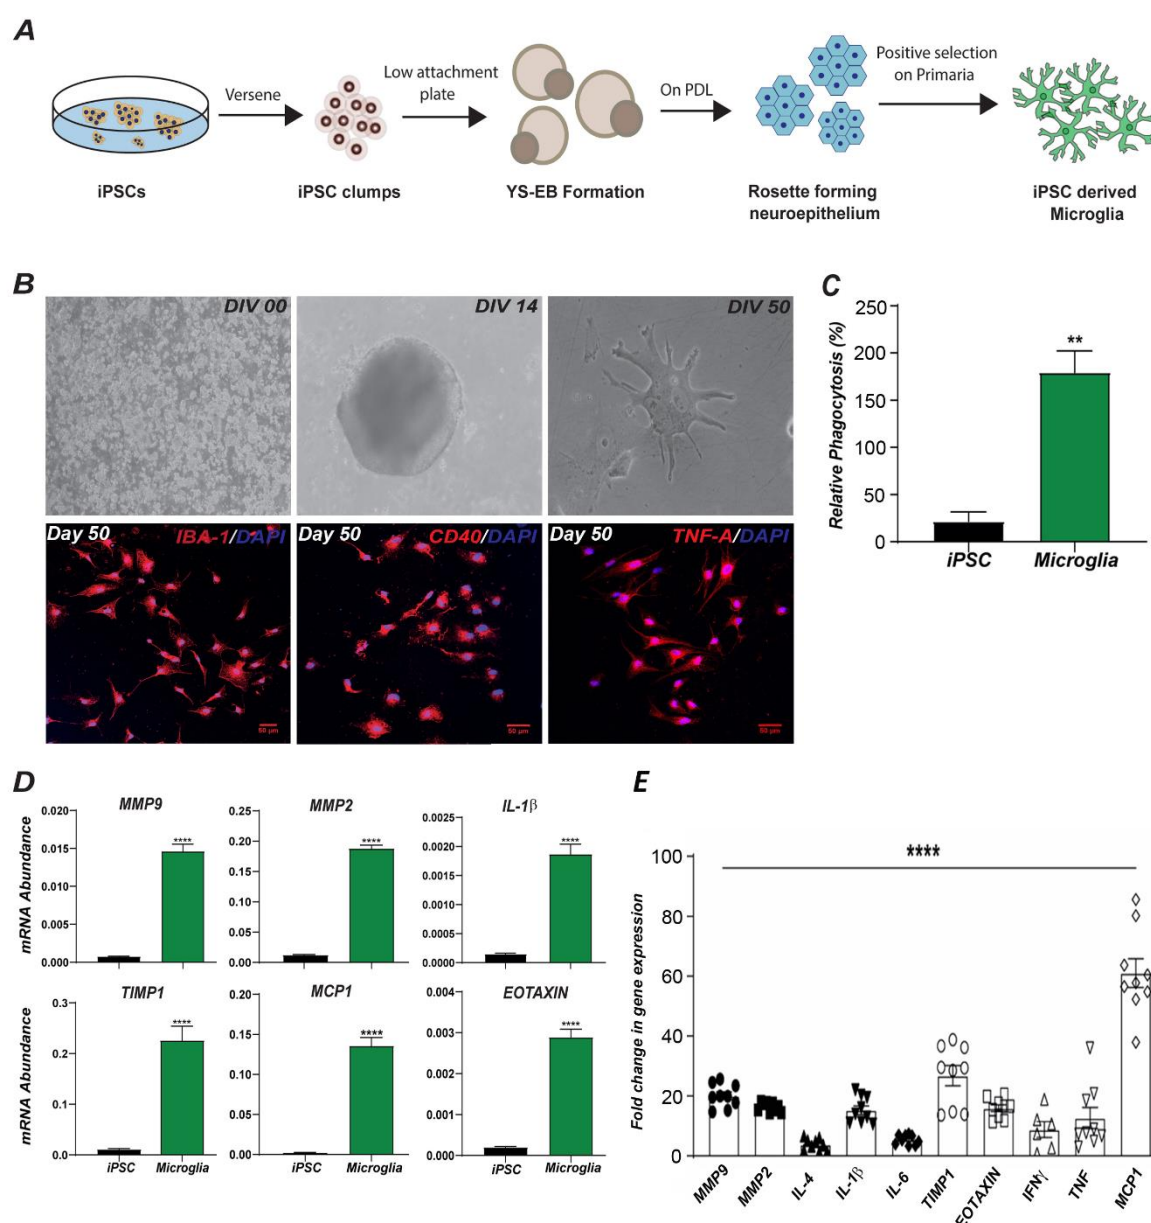 A
Versene
Low attachment
plate
On PDL
Positive selection
on Primaria
iPSCs
iPSC clumps
YS-EB Formation
Rosette forming
neuroepithelium
iPSC derived
Microglia
B
DIV 00
DIV 14
DIV 50
Day 50
IBA-1/DAPI
Day 50
CD40/DAPI
Day 50
TNF-A/DAPI
50 µm
50 µm
50 µm
C
Relative Phagocytosis (%)
250
200
150
100
50
0
**
iPSC
Microglia
D
MMP9
mRNA Abundance
0.020
0.015
0.010
0.005
0.000
****
MMP2
0.25
0.20
0.15
0.10
0.05
0.00
****
IL-1β
0.0025
0.0020
0.0015
0.0010
0.0005
0.0000
****
TIMP1
mRNA Abundance
0.3
0.2
0.1
0.0
****
iPSC
Microglia
MCP1
0.20
0.15
0.10
0.05
0.00
****
iPSC
Microglia
EOTAXIN
0.004
0.003
0.002
0.001
0.000
****
iPSC
Microglia
E
Fold change in gene expression
100
80
60
40
20
0
****
MMP9
MMP2
IL-4
IL-1β
IL-6
TIMP1
EOTAXIN
IFNγ
TNF
MCP1